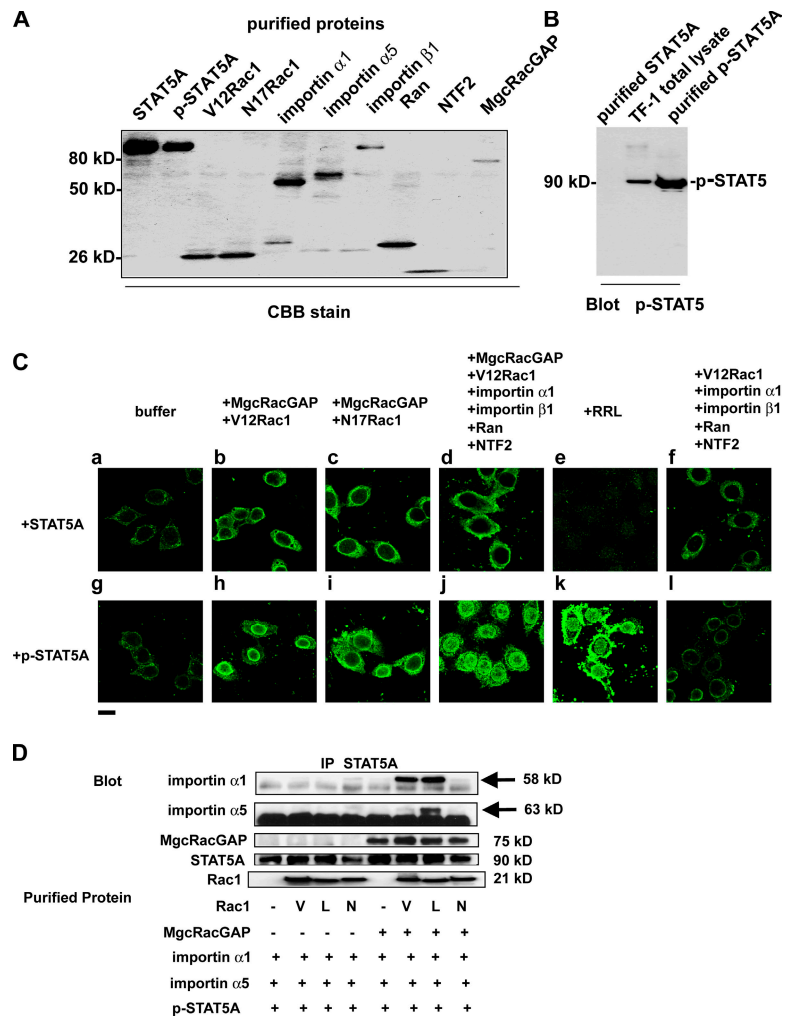 A
purified proteins
STAT5A
p-STAT5A
V12Rac1
N17Rac1
importin α1
importin α5
importin β1
Ran
NTF2
MgcRacGAP
80 kD
50 kD
26 kD
CBB stain
B
purified STAT5A
TF-1 total lysate
purified p-STAT5A
90 kD
-p-STAT5
Blot p-STAT5
C
buffer
+MgcRacGAP
+V12Rac1
+MgcRacGAP
+N17Rac1
+MgcRacGAP
+V12Rac1
+importin α1
+importin β1
+Ran
+NTF2
+RRL
+V12Rac1
+importin α1
+importin β1
+Ran
+NTF2
a b c d e f
+STAT5A
g h i j k l
+p-STAT5A
D
IP STAT5A
Blot
importin α1 58 kD
importin α5 63 kD
MgcRacGAP 75 kD
STAT5A 90 kD
Rac1 21 kD
Purified Protein
Rac1 - V L N - V L N
MgcRacGAP - - - - + + + +
importin α1 + + + + + + + +
importin α5 + + + + + + + +
p-STAT5A + + + + + + + +